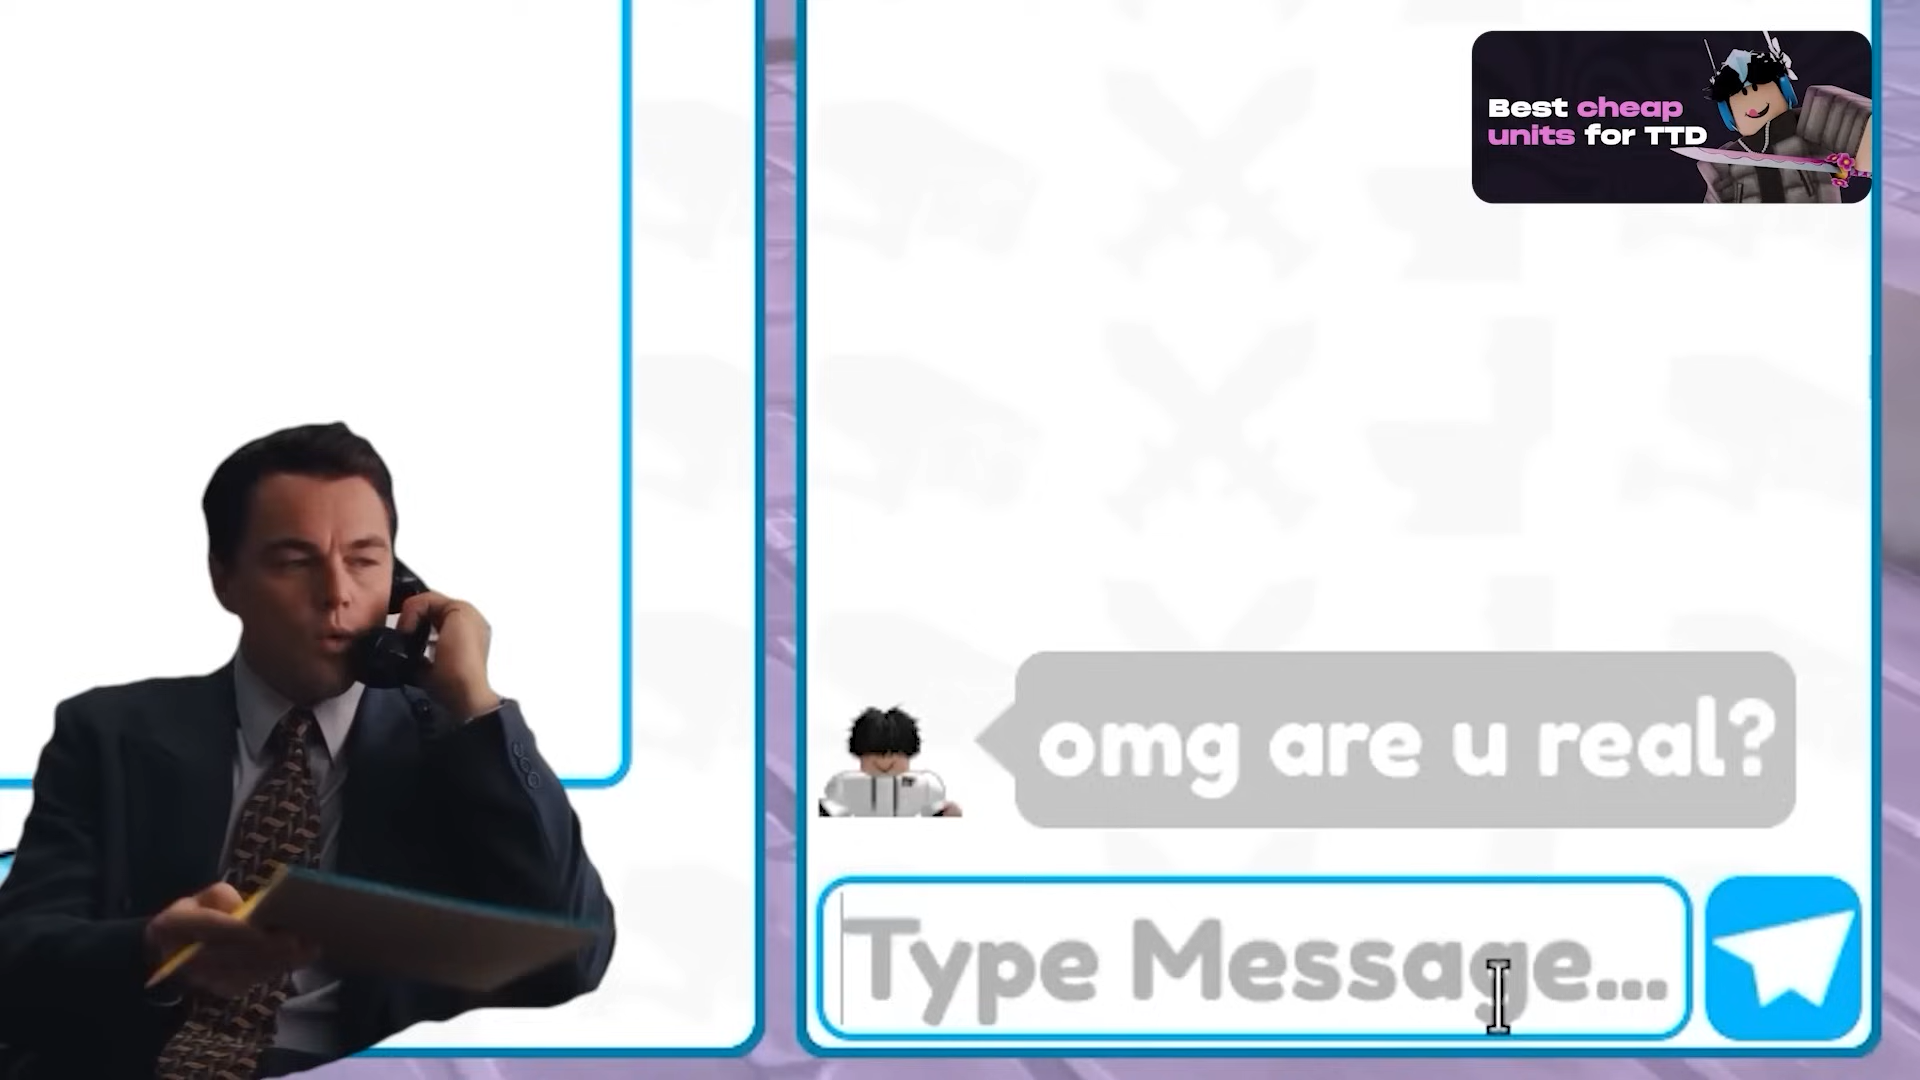 Best cheap
units for TTD
omg are u real?
Type Message...